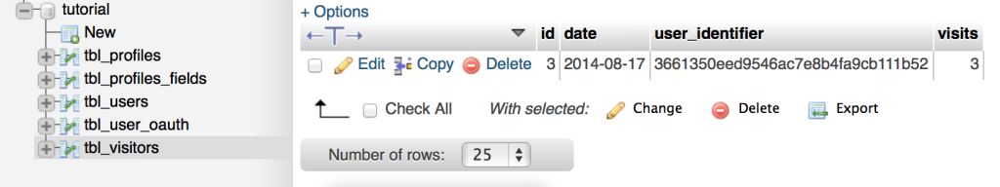 tutorial
New
tbl_profiles
tbl_profiles_fields
tbl_users
tbl_user_oauth
tbl_visitors
+ Options
←T→ id date user_identifier visits
Edit Copy Delete 3 2014-08-17 3661350eed9546ac7e8b4fa9cb111b52 3
Check All With selected: Change Delete Export
Number of rows: 25